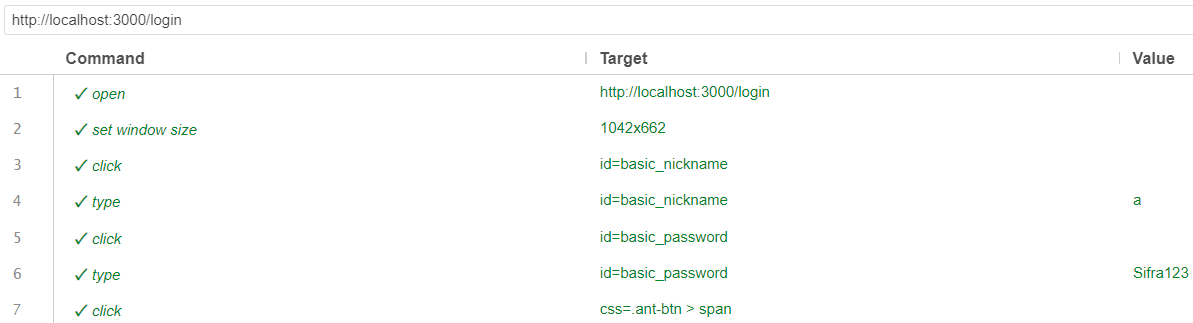 http://localhost:3000/login
Command Target Value
1 ✓ open http://localhost:3000/login
2 ✓ set window size 1042x662
3 ✓ click id=basic_nickname
4 ✓ type id=basic_nickname a
5 ✓ click id=basic_password
6 ✓ type id=basic_password Sifra123
7 ✓ click css=.ant-btn > span